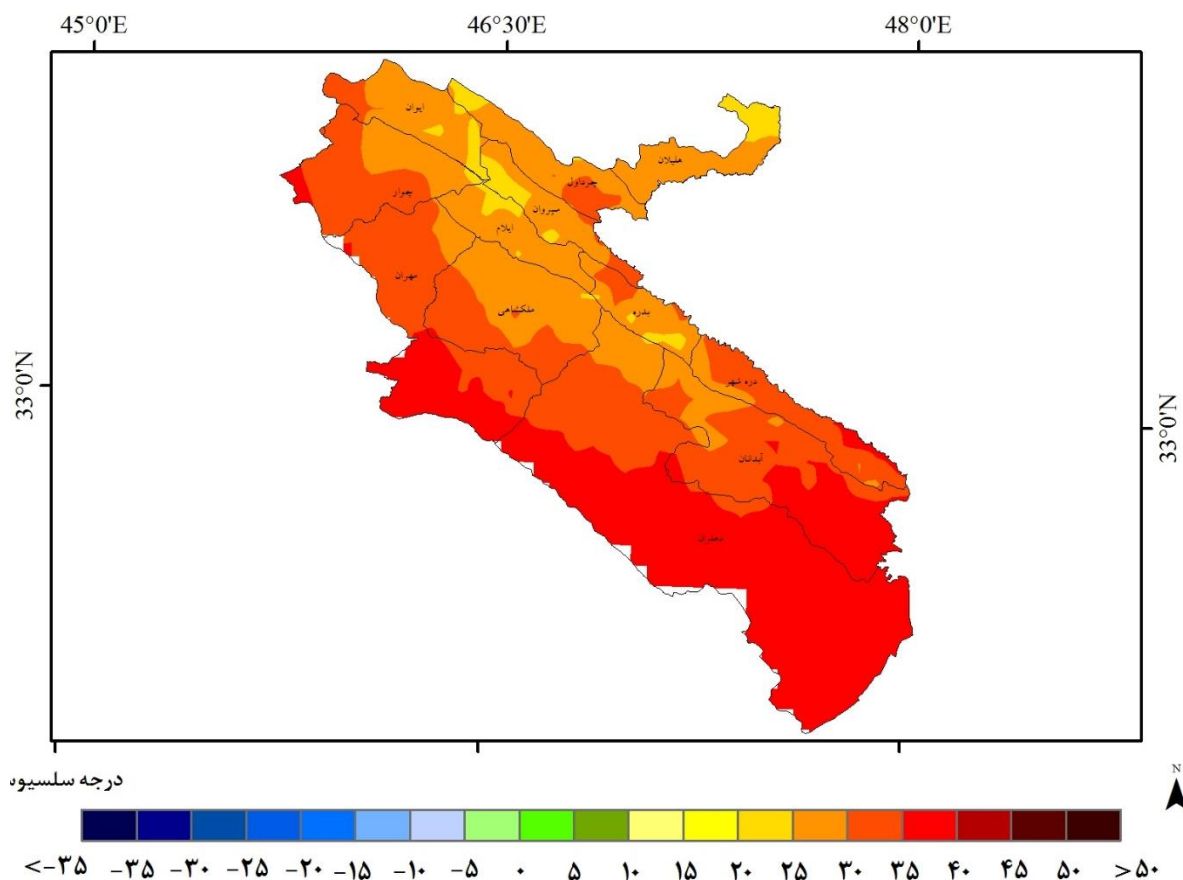 45°0'E 46°30'E 48°0'E
ایوان
هلیلان
چرداول
چوار
سیروان
ایلام
مهران
ملکشاهی
بدره
33°0'N 33°0'N
دره شهر
آبدانان
دهلران
درجه سلسیوس
N
<-۳۵ -۳۵ -۳۰ -۲۵ -۲۰ -۱۵ -۱۰ -۵ ۰ ۵ ۱۰ ۱۵ ۲۰ ۲۵ ۳۰ ۳۵ ۴۰ ۴۵ ۵۰ >۵۰